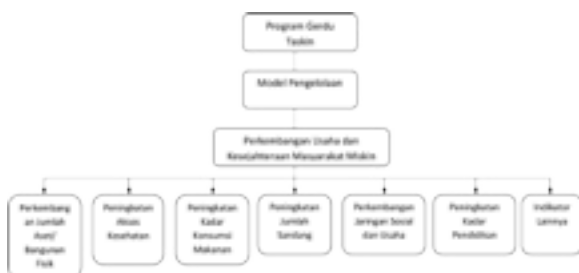 Program Gerdu
Taskin
Model Pengelolaan
Perkembangan Usaha dan
Kesejahteraan Masyarakat Miskin
Perkembang
an Jumlah
Aset/
Bangunan
Fisik
Peningkatan
Akses
Kesehatan
Peningkatan
Kadar
Konsumsi
Makanan
Peningkatan
Jumlah
Sandang
Perkembangan
Jaringan Sosial
dan Usaha
Peningkatan
Kadar
Pendidikan
Indikator
Lainnya